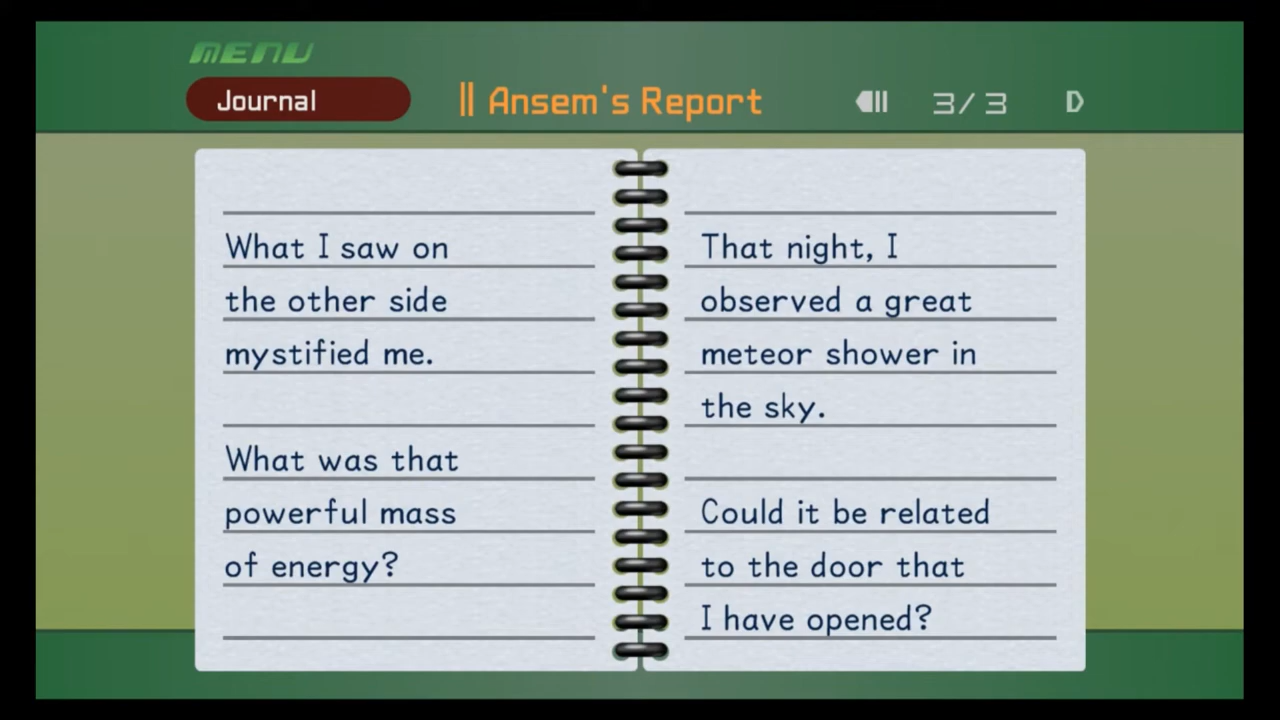 MENU
Journal
Ansem's Report
3/3
What I saw on
the other side
mystified me.
What was that
powerful mass
of energy?
That night, I
observed a great
meteor shower in
the sky.
Could it be related
to the door that
I have opened?